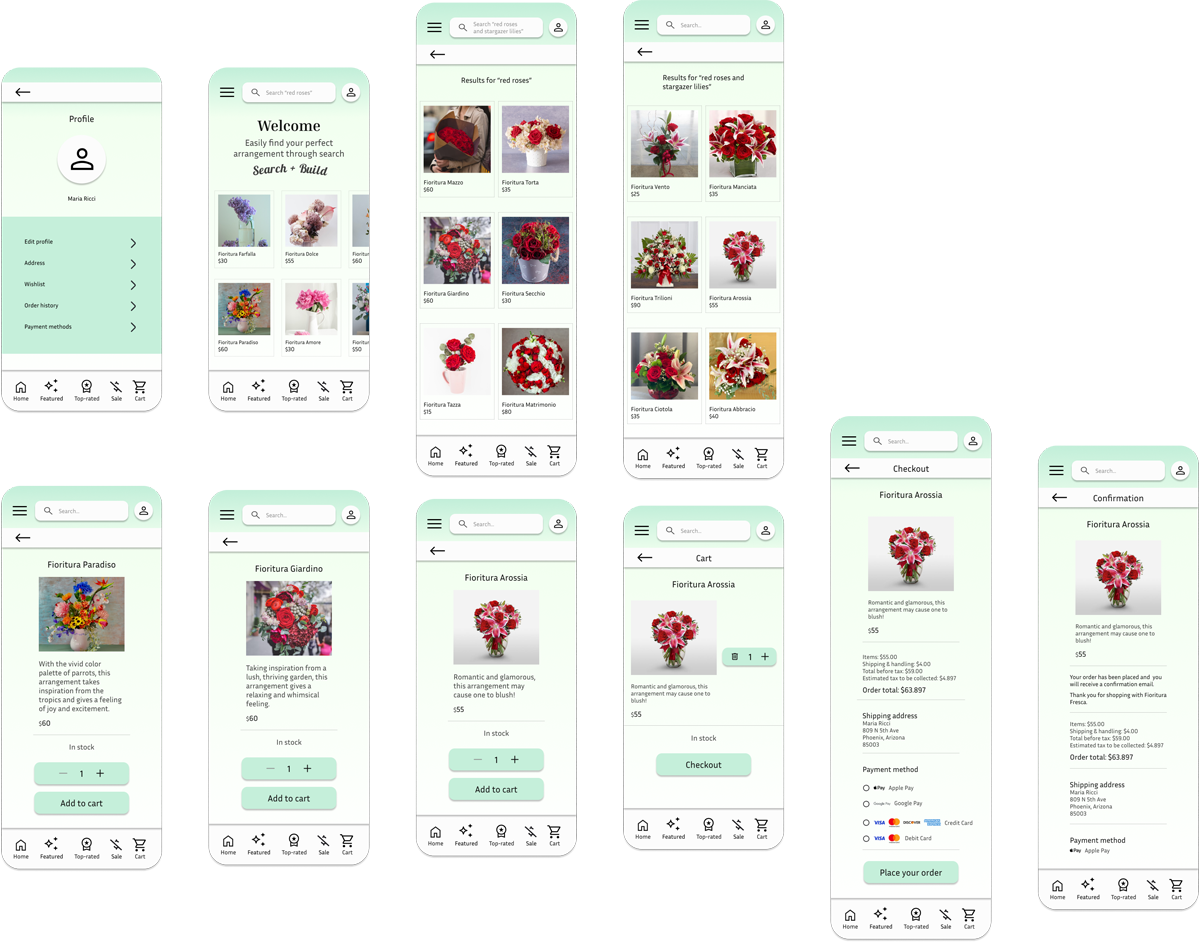 Profile
Maria Ricci
Edit profile
Address
Wishlist
Order history
Payment methods
Home
Featured
Top-rated
Sale
Cart
Search "red roses"
Welcome
Easily find your perfect
arrangement through search
Search + Build
Fioritura Farfalla
$30
Fioritura Dolce
$55
Fioritu
$60
Fioritura Paradiso
$60
Fioritura Amore
$30
Fioritur
$50
Home
Featured
Top-rated
Sale
Cart
Search "red roses
and stargazer lilies"
Results for "red roses"
Fioritura Mazzo
$60
Fioritura Torta
$35
Fioritura Giardino
$60
Fioritura Secchio
$30
Fioritura Tazza
$15
Fioritura Matrimonio
$80
Home
Featured
Top-rated
Sale
Cart
Search..
Results for "red roses and
stargazer lilies"
Fioritura Vento
$25
Fioritura Manciata
$35
Fioritura Trilioni
$90
Fioritura Arossia
$55
Fioritura Ciotola
$35
Fioritura Abbracio
$40
Home
Featured
Top-rated
Sale
Cart
Search..
Fioritura Paradiso
With the vivid color
palette of parrots, this
arrangement takes
inspiration from the
tropics and gives a feeling
of joy and excitement.
$60
In stock
— 1 +
Add to cart
Home
Featured
Top-rated
Sale
Cart
Search..
Fioritura Giardino
Taking inspiration from a
lush, thriving garden, this
arrangement gives a
relaxing and whimsical
feeling.
$60
In stock
— 1 +
Add to cart
Home
Featured
Top-rated
Sale
Cart
Search..
Fioritura Arossia
Romantic and glamorous,
this arrangement may
cause one to blush!
$55
In stock
— 1 +
Add to cart
Home
Featured
Top-rated
Sale
Cart
Search..
Cart
Fioritura Arossia
1 +
Romantic and glamorous, this
arrangement may cause one to
blush!
$55
In stock
Checkout
Home
Featured
Top-rated
Sale
Cart
Search..
Checkout
Fioritura Arossia
Romantic and glamorous, this
arrangement may cause one to
blush!
$55
Items: $55.00
Shipping & handling: $4.00
Total before tax: $59.00
Estimated tax to be collected: $4.897
Order total: $63.897
Shipping address
Maria Ricci
809 N 5th Ave
Phoenix, Arizona
85003
Payment method
Pay Apple Pay
Google Pay Google Pay
VISA DISCOVER Credit Card
VISA Debit Card
Place your order
Home
Featured
Top-rated
Sale
Cart
Search..
Confirmation
Fioritura Arossia
Romantic and glamorous, this
arrangement may cause one to
blush!
$55
Your order has been placed and you
will receive a confirmation email.
Thank you for shopping with Fioritura
Fresca.
Items: $55.00
Shipping & handling: $4.00
Total before tax: $59.00
Estimated tax to be collected: $4.897
Order total: $63.897
Shipping address
Maria Ricci
809 N 5th Ave
Phoenix, Arizona
85003
Payment method
Pay Apple Pay
Home
Featured
Top-rated
Sale
Cart